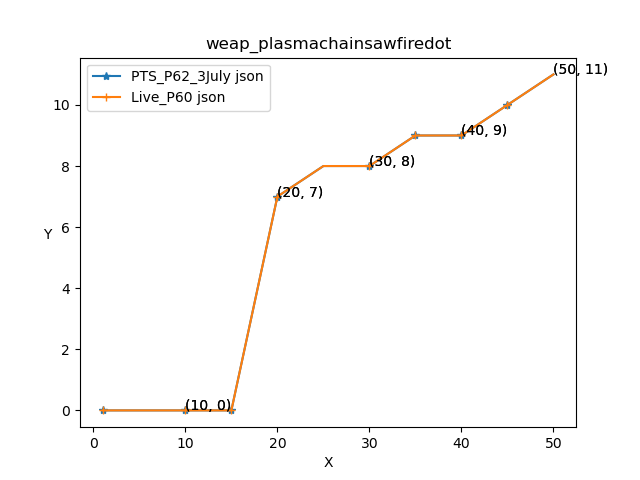 weap_plasmachainsawfiredot
PTS_P62_3July json
Live_P60 json
(50, 11)
(40, 9)
(30, 8)
(20, 7)
(10, 0)
Y
10
8
6
4
2
0
0 10 20 30 40 50
X